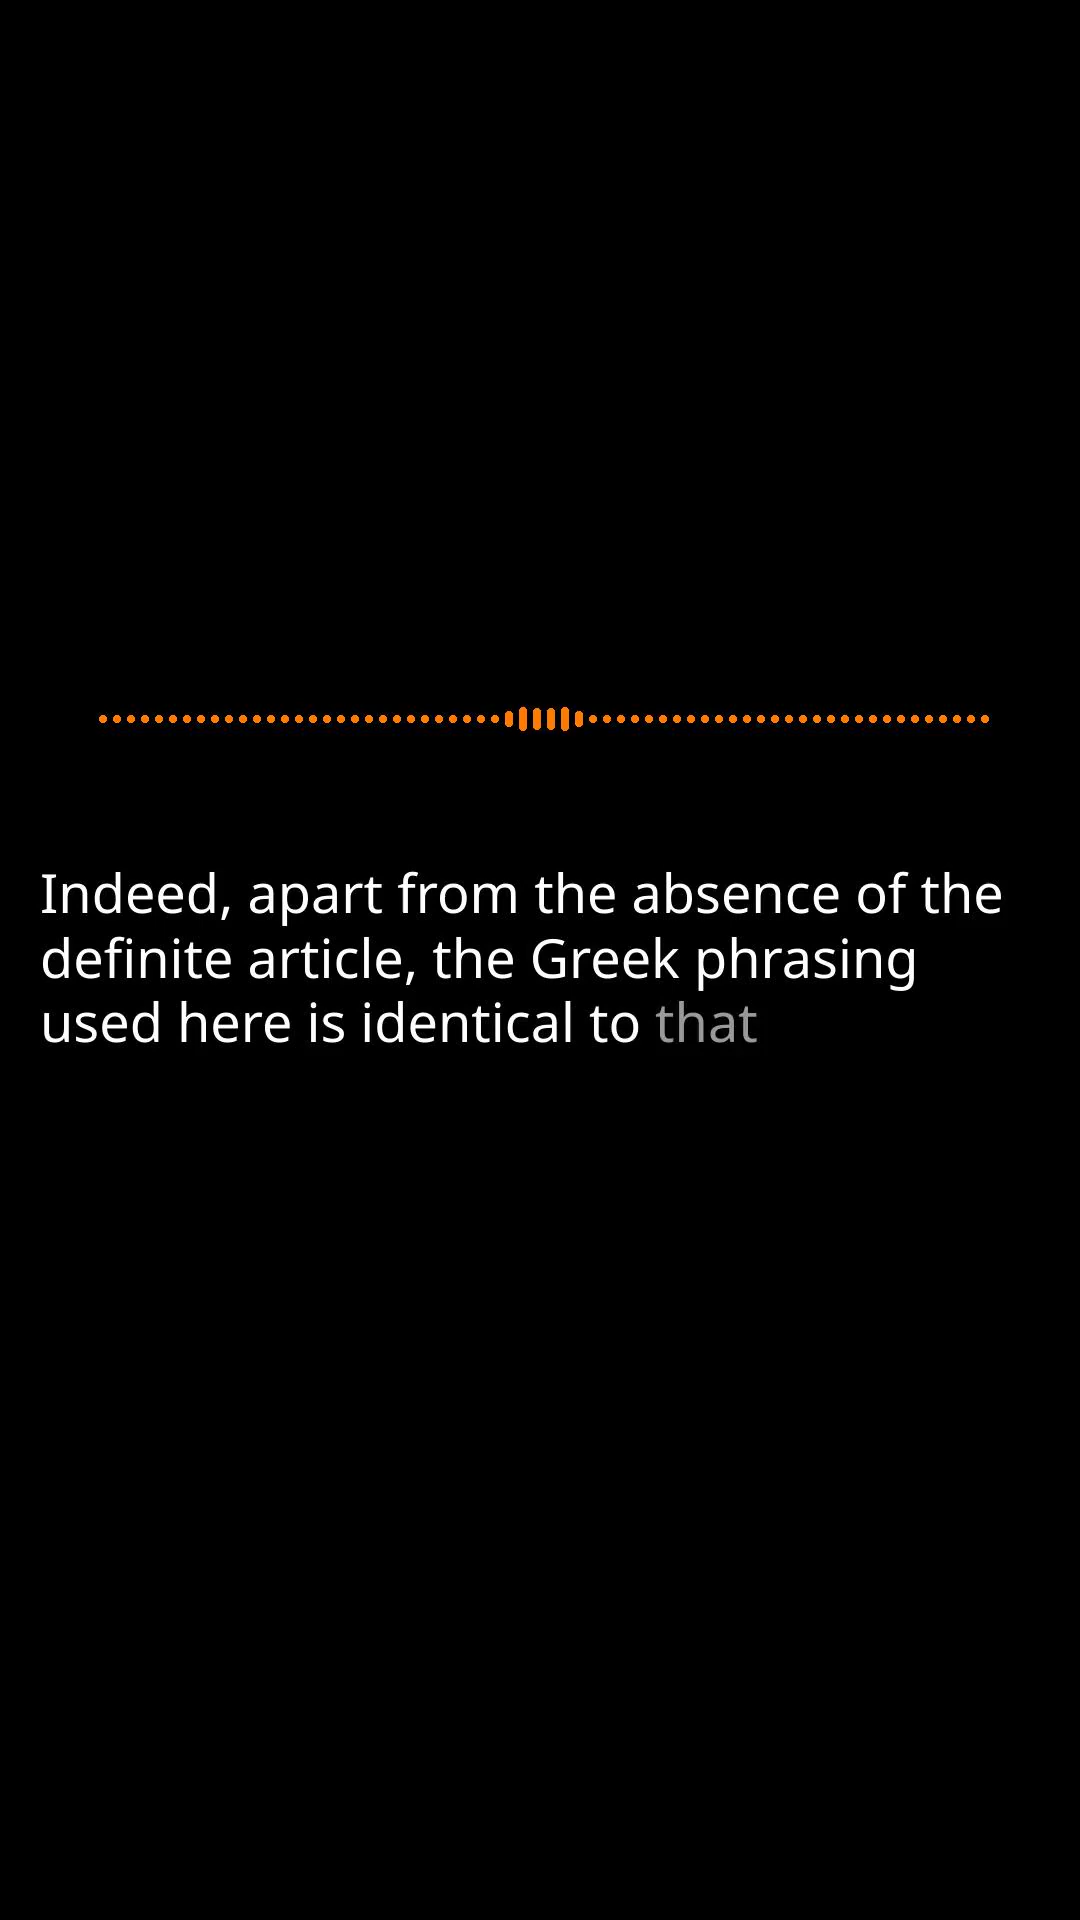 Indeed, apart from the absence of the
definite article, the Greek phrasing
used here is identical to that